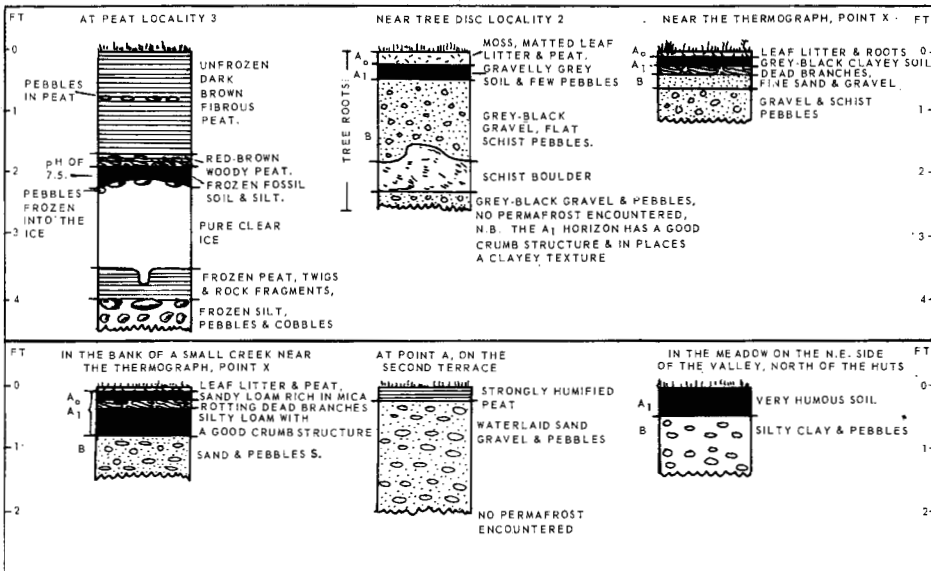 FT
AT PEAT LOCALITY 3
NEAR TREE DISC LOCALITY 2
NEAR THE THERMOGRAPH, POINT X.
FT
0
1
2
3
4
UNFROZEN
DARK
BROWN
FIBROUS
PEAT.
PEBBLES
IN PEAT
RED-BROWN
WOODY PEAT.
pH OF
7.5.
FROZEN FOSSIL
SOIL & SILT.
PEBBLES
FROZEN
INTO THE
ICE
PURE CLEAR
ICE
FROZEN PEAT, TWIGS
& ROCK FRAGMENTS,
FROZEN SILT,
PEBBLES & COBBLES
TREE ROOTS
A₀
A₁
B
MOSS, MATTED LEAF
LITTER & PEAT.
GRAVELLY GREY
SOIL & FEW PEBBLES
GREY-BLACK
GRAVEL, FLAT
SCHIST PEBBLES.
SCHIST BOULDER
GREY-BLACK GRAVEL & PEBBLES,
NO PERMAFROST ENCOUNTERED,
N.B. THE A₁ HORIZON HAS A GOOD
CRUMB STRUCTURE & IN PLACES
A CLAYEY TEXTURE
A₀
A₁
B
LEAF LITTER & ROOTS
GREY-BLACK CLAYEY SOIL
DEAD BRANCHES,
FINE SAND & GRAVEL
GRAVEL & SCHIST
PEBBLES
0
1
2
3
4
FT
IN THE BANK OF A SMALL CREEK NEAR
THE THERMOGRAPH, POINT X
AT POINT A, ON THE
SECOND TERRACE
IN THE MEADOW ON THE N.E. SIDE
OF THE VALLEY, NORTH OF THE HUTS
FT
0
1
2
A₀
A₁
B
LEAF LITTER & PEAT,
SANDY LOAM RICH IN MICA
ROTTING DEAD BRANCHES
SILTY LOAM WITH
A GOOD CRUMB STRUCTURE
SAND & PEBBLES S.
STRONGLY HUMIFIED
PEAT
WATERLAID SAND
GRAVEL & PEBBLES
NO PERMAFROST
ENCOUNTERED
A₁
B
VERY HUMOUS SOIL
SILTY CLAY & PEBBLES
0
1
2